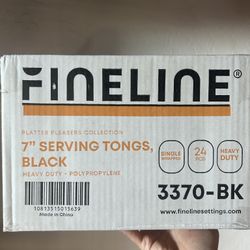 FINELINE®
PLATTER PLEASERS COLLECTION
7" SERVING TONGS,
BLACK
HEAVY DUTY - POLYPROPYLENE
SINGLE
WRAPPED
24
PCS
HEAVY
DUTY
10813515015639
Made in China
3370-BK
www.finelinesettings.com